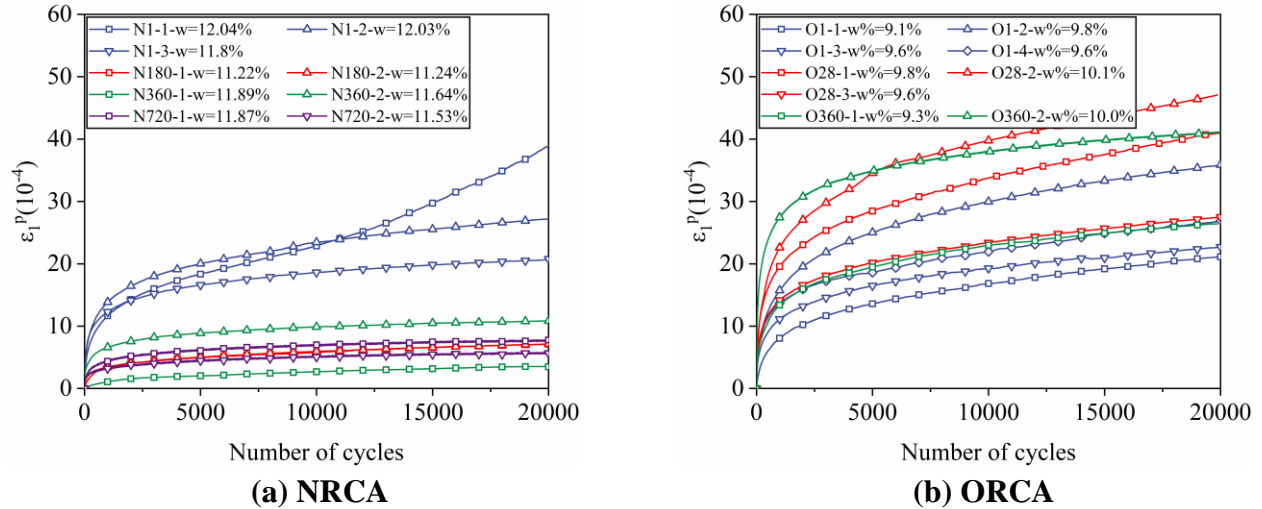 60
50
40
30
20
10
0
ε₁ᵖ(10⁻⁴)
N1-1-w=12.04% N1-2-w=12.03%
N1-3-w=11.8%
N180-1-w=11.22% N180-2-w=11.24%
N360-1-w=11.89% N360-2-w=11.64%
N720-1-w=11.87% N720-2-w=11.53%
0 5000 10000 15000 20000
Number of cycles
(a) NRCA
60
50
40
30
20
10
0
ε₁ᵖ(10⁻⁴)
O1-1-w%=9.1% O1-2-w%=9.8%
O1-3-w%=9.6% O1-4-w%=9.6%
O28-1-w%=9.8% O28-2-w%=10.1%
O28-3-w%=9.6%
O360-1-w%=9.3% O360-2-w%=10.0%
0 5000 10000 15000 20000
Number of cycles
(b) ORCA